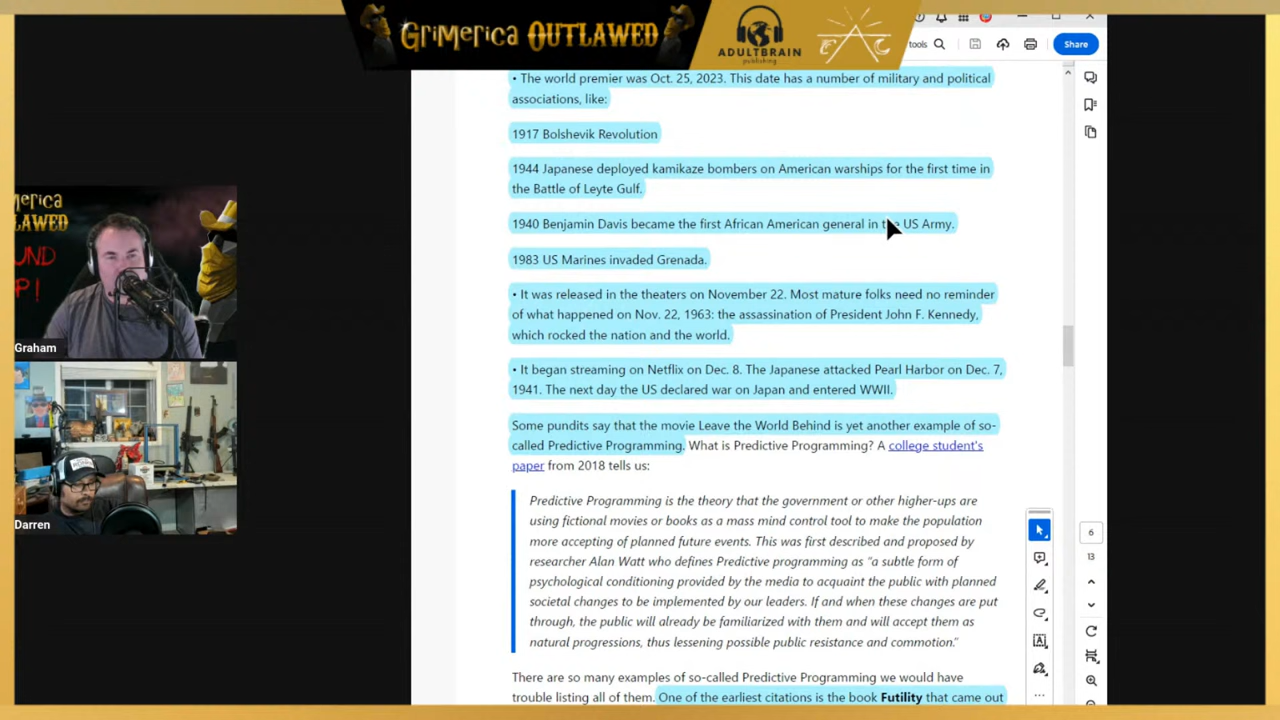 GRIMERICA OUTLAWED
ADULTBRAIN
publishing
tools
Share
• The world premier was Oct. 25, 2023. This date has a number of military and political
associations, like:
1917 Bolshevik Revolution
1944 Japanese deployed kamikaze bombers on American warships for the first time in
the Battle of Leyte Gulf.
1940 Benjamin Davis became the first African American general in the US Army.
1983 US Marines invaded Grenada.
• It was released in the theaters on November 22. Most mature folks need no reminder
of what happened on Nov. 22, 1963: the assassination of President John F. Kennedy,
which rocked the nation and the world.
• It began streaming on Netflix on Dec. 8. The Japanese attacked Pearl Harbor on Dec. 7,
1941. The next day the US declared war on Japan and entered WWII.
Some pundits say that the movie Leave the World Behind is yet another example of so-
called Predictive Programming. What is Predictive Programming? A college student's
paper from 2018 tells us:
Predictive Programming is the theory that the government or other higher-ups are
using fictional movies or books as a mass mind control tool to make the population
more accepting of planned future events. This was first described and proposed by
researcher Alan Watt who defines Predictive programming as “a subtle form of
psychological conditioning provided by the media to acquaint the public with planned
societal changes to be implemented by our leaders. If and when these changes are put
through, the public will already be familiarized with them and will accept them as
natural progressions, thus lessening possible public resistance and commotion.”
There are so many examples of so-called Predictive Programming we would have
trouble listing all of them. One of the earliest citations is the book Futility that came out
6
13
Graham
Darren